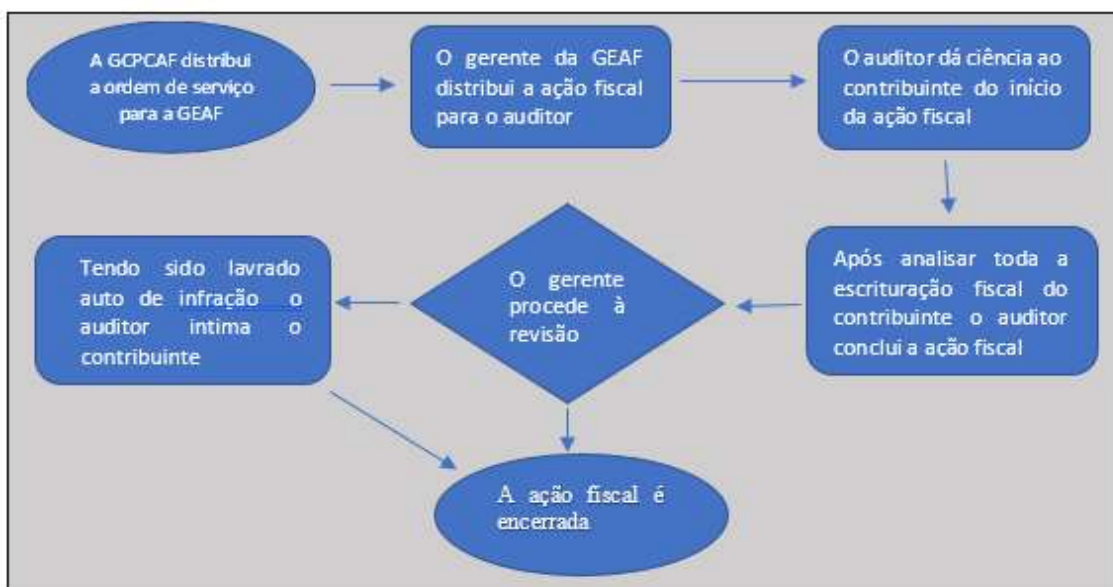 A GCPCAF distribui
a ordem de serviço
para a GEAF
O gerente da GEAF
distribui a ação fiscal
para o auditor
O auditor dá ciência ao
contribuinte do início
da ação fiscal
Após analisar toda a
escrituração fiscal do
contribuinte o auditor
conclui a ação fiscal
O gerente
procede à
revisão
Tendo sido lavrado
auto de infração o
auditor intima o
contribuinte
A ação fiscal é
encerrada